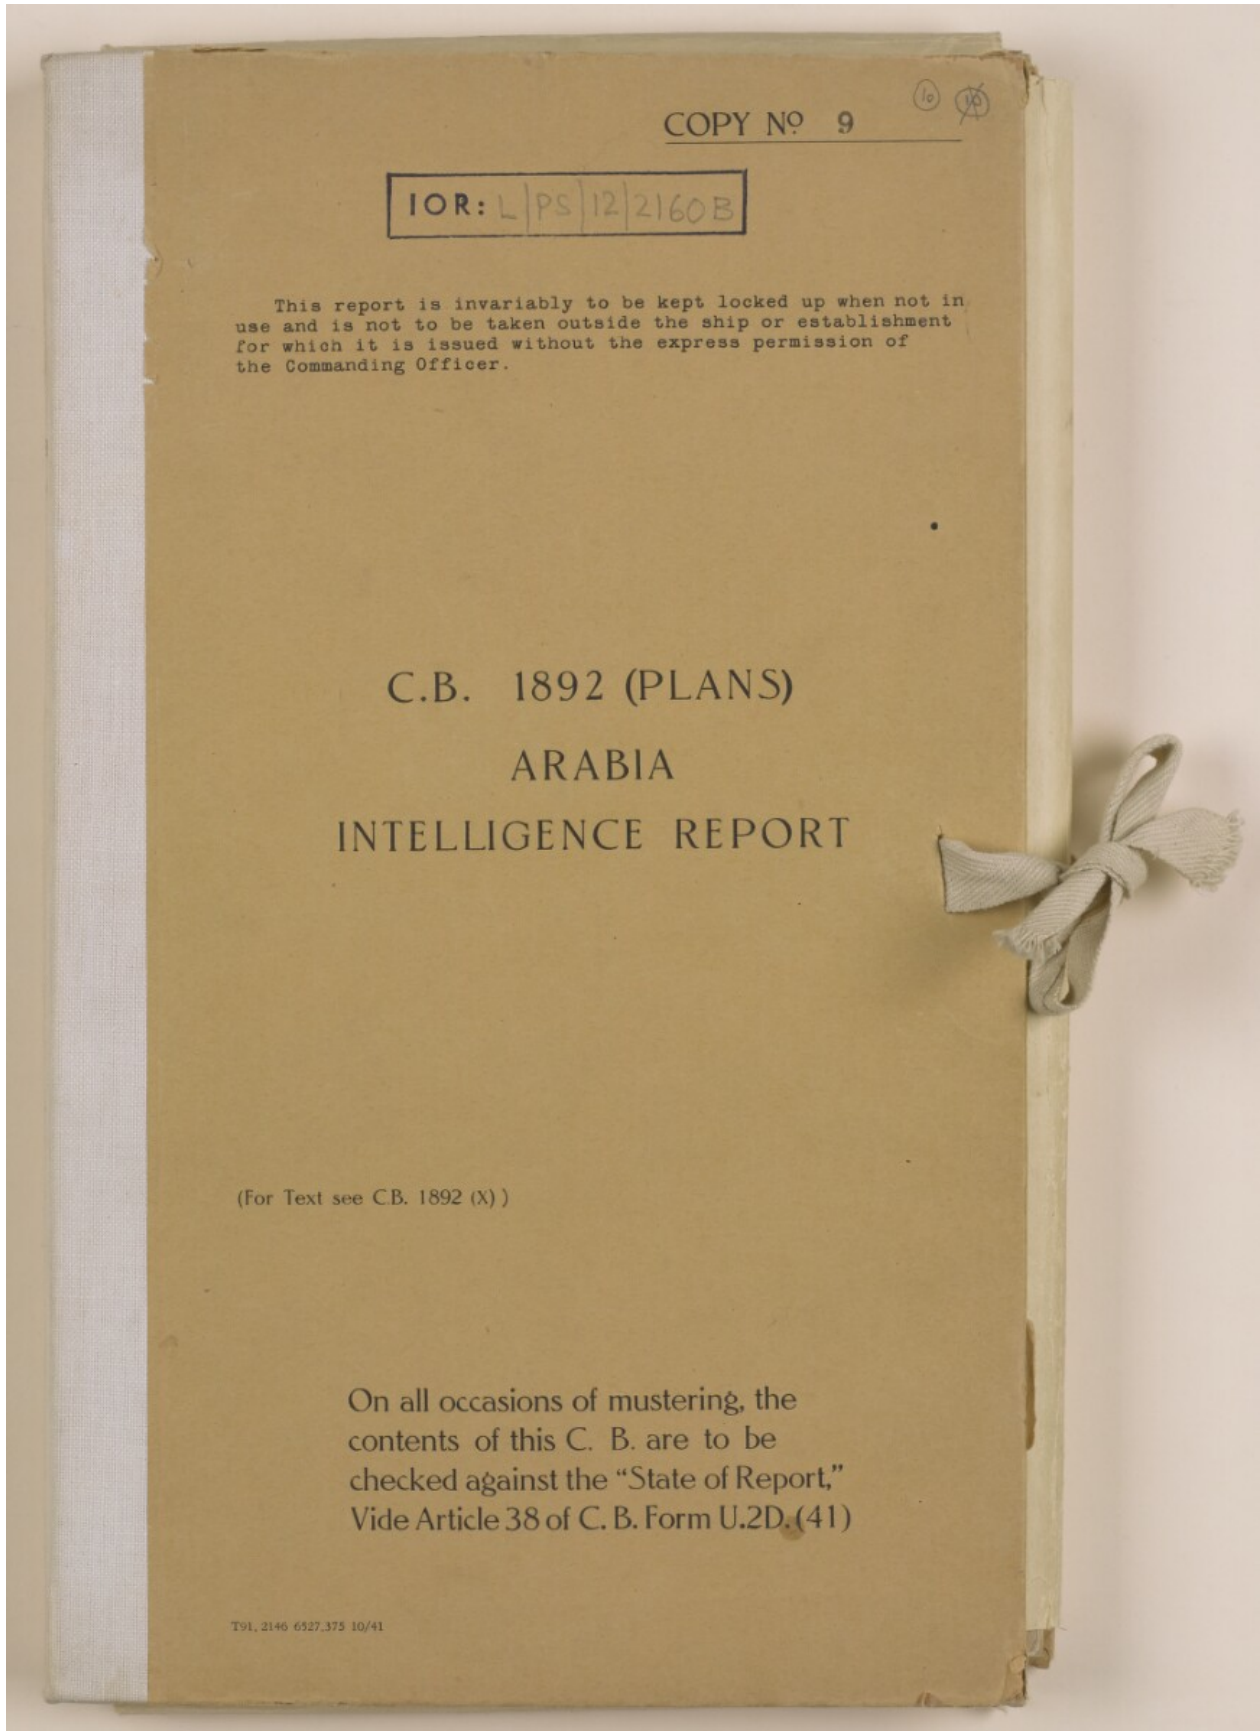 10 10
COPY Nº 9
IOR: L/PS/12/2160B
This report is invariably to be kept locked up when not in
use and is not to be taken outside the ship or establishment
for which it is issued without the express permission of
the Commanding Officer.
C.B. 1892 (PLANS)
ARABIA
INTELLIGENCE REPORT
(For Text see C.B. 1892 (X) )
On all occasions of mustering, the
contents of this C. B. are to be
checked against the “State of Report,”
Vide Article 38 of C. B. Form U.2D. (41)
T91, 2146 6527,375 10/41